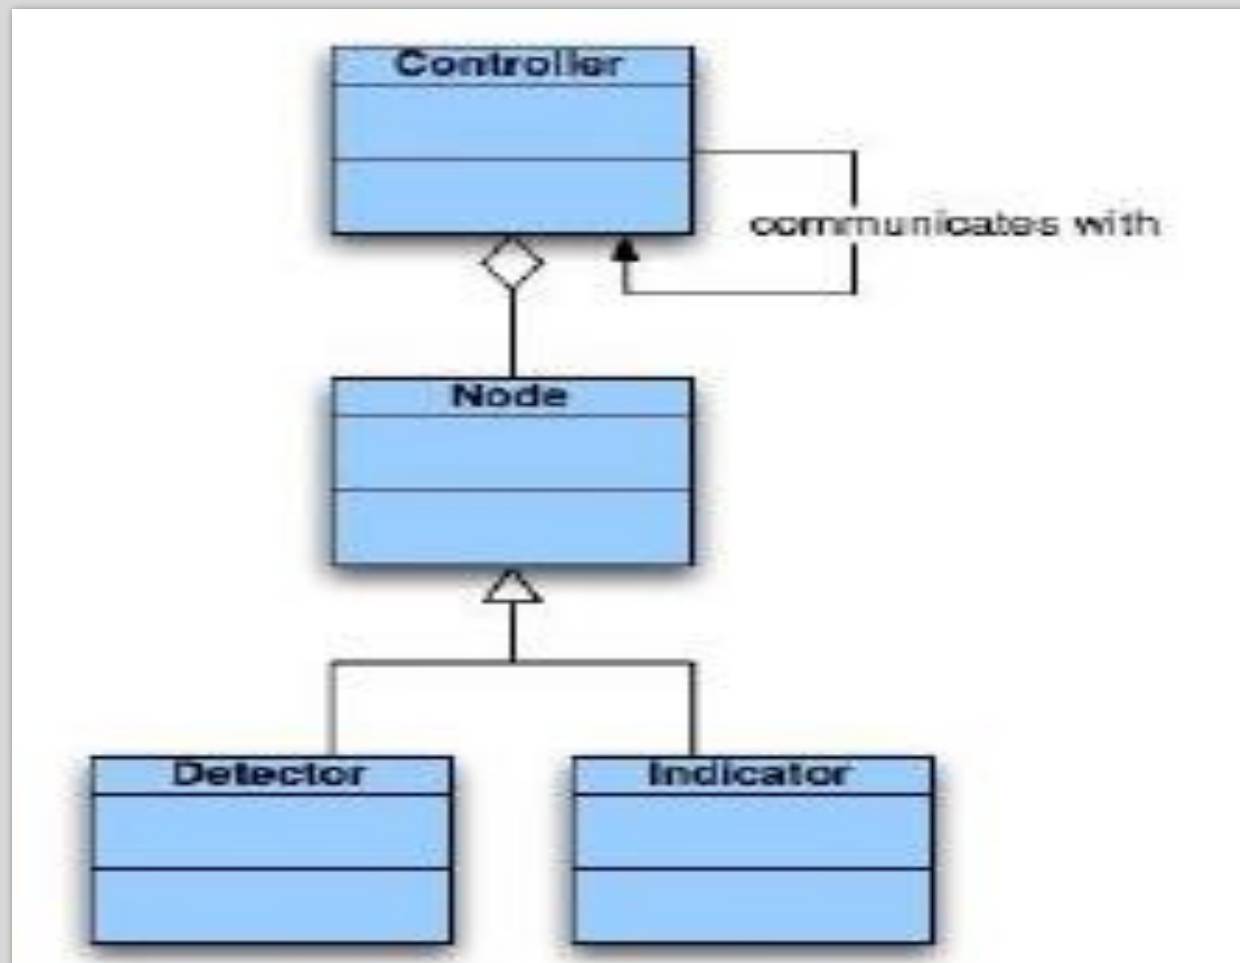 Controller
communicates with
Node
Detector
Indicator